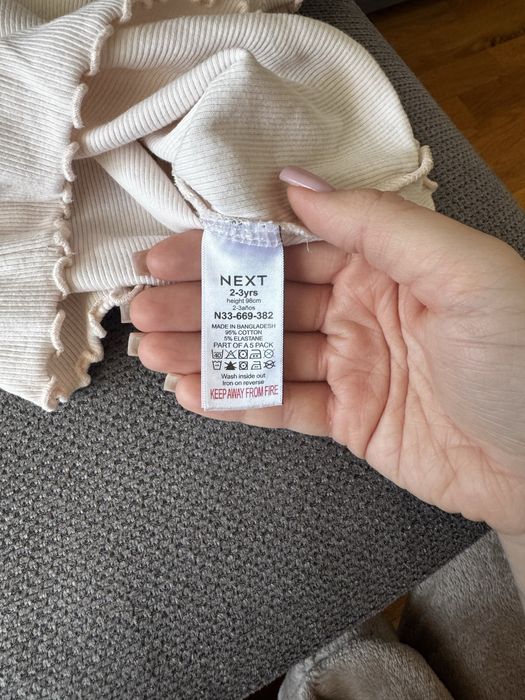 NEXT
2-3yrs
height 98cm
2-3años
N33-669-382
MADE IN BANGLADESH
95% COTTON
5% ELASTANE
PART OF A 5 PACK
Wash inside out
Iron on reverse
KEEP AWAY FROM FIRE